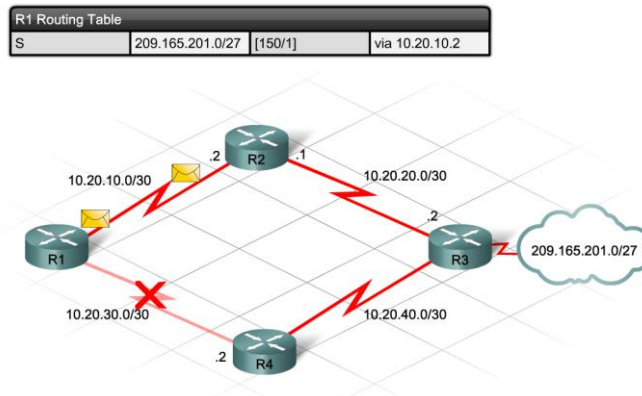 R1 Routing Table
S 209.165.201.0/27 [150/1] via 10.20.10.2
.2
R2
.1
10.20.10.0/30
10.20.20.0/30
.2
R1
R3
209.165.201.0/27
10.20.30.0/30
10.20.40.0/30
.2
R4